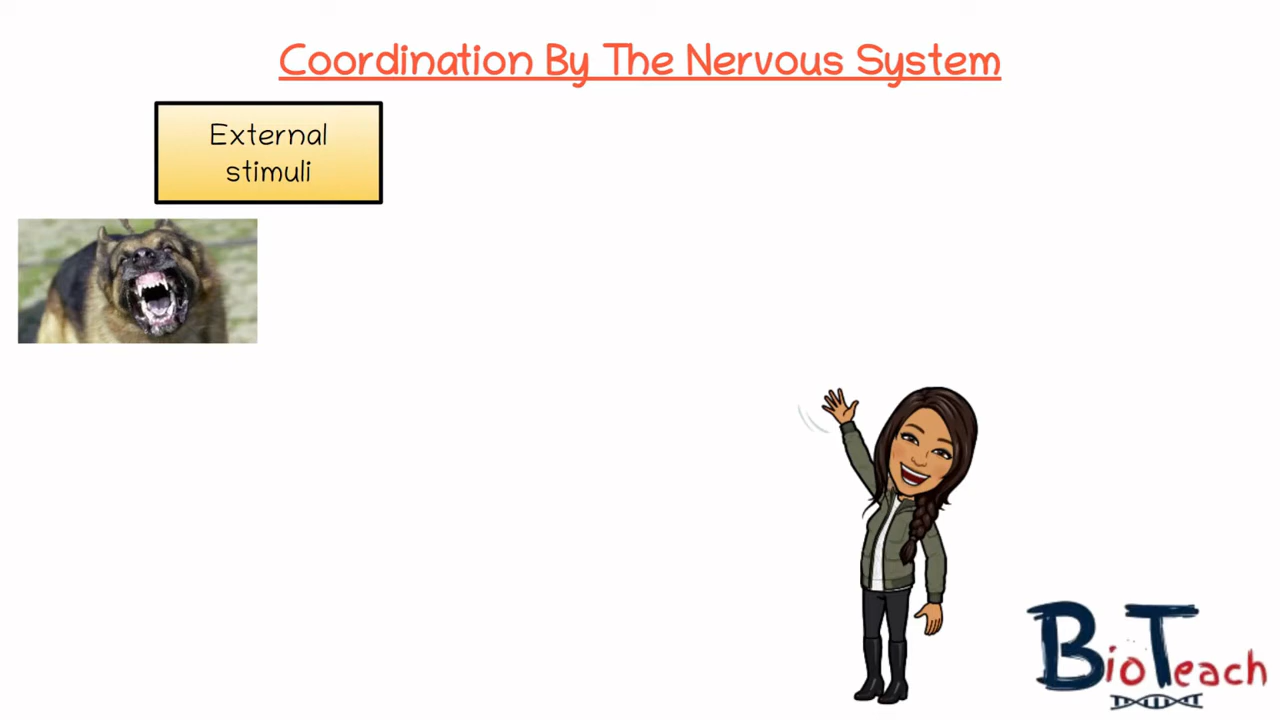 Coordination By The Nervous System
External
stimuli
BioTeach